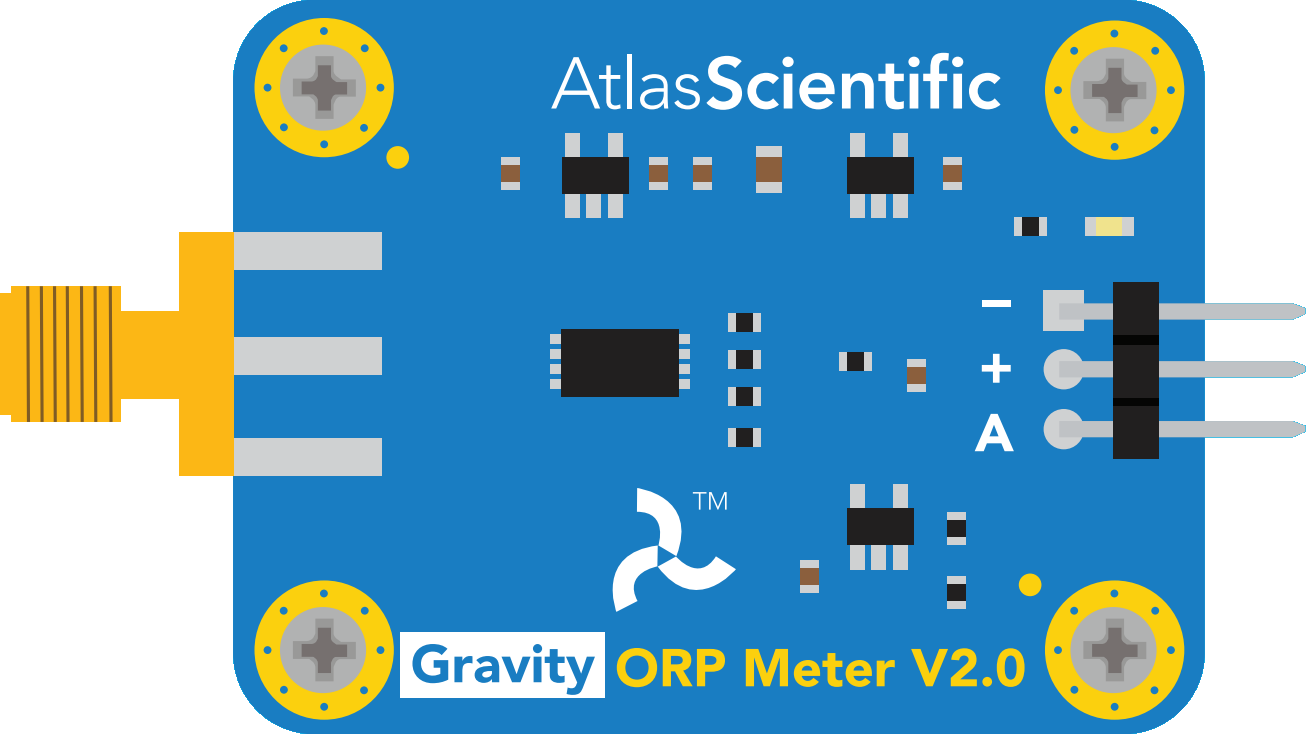 AtlasScientific
−
+
A
TM
Gravity ORP Meter V2.0